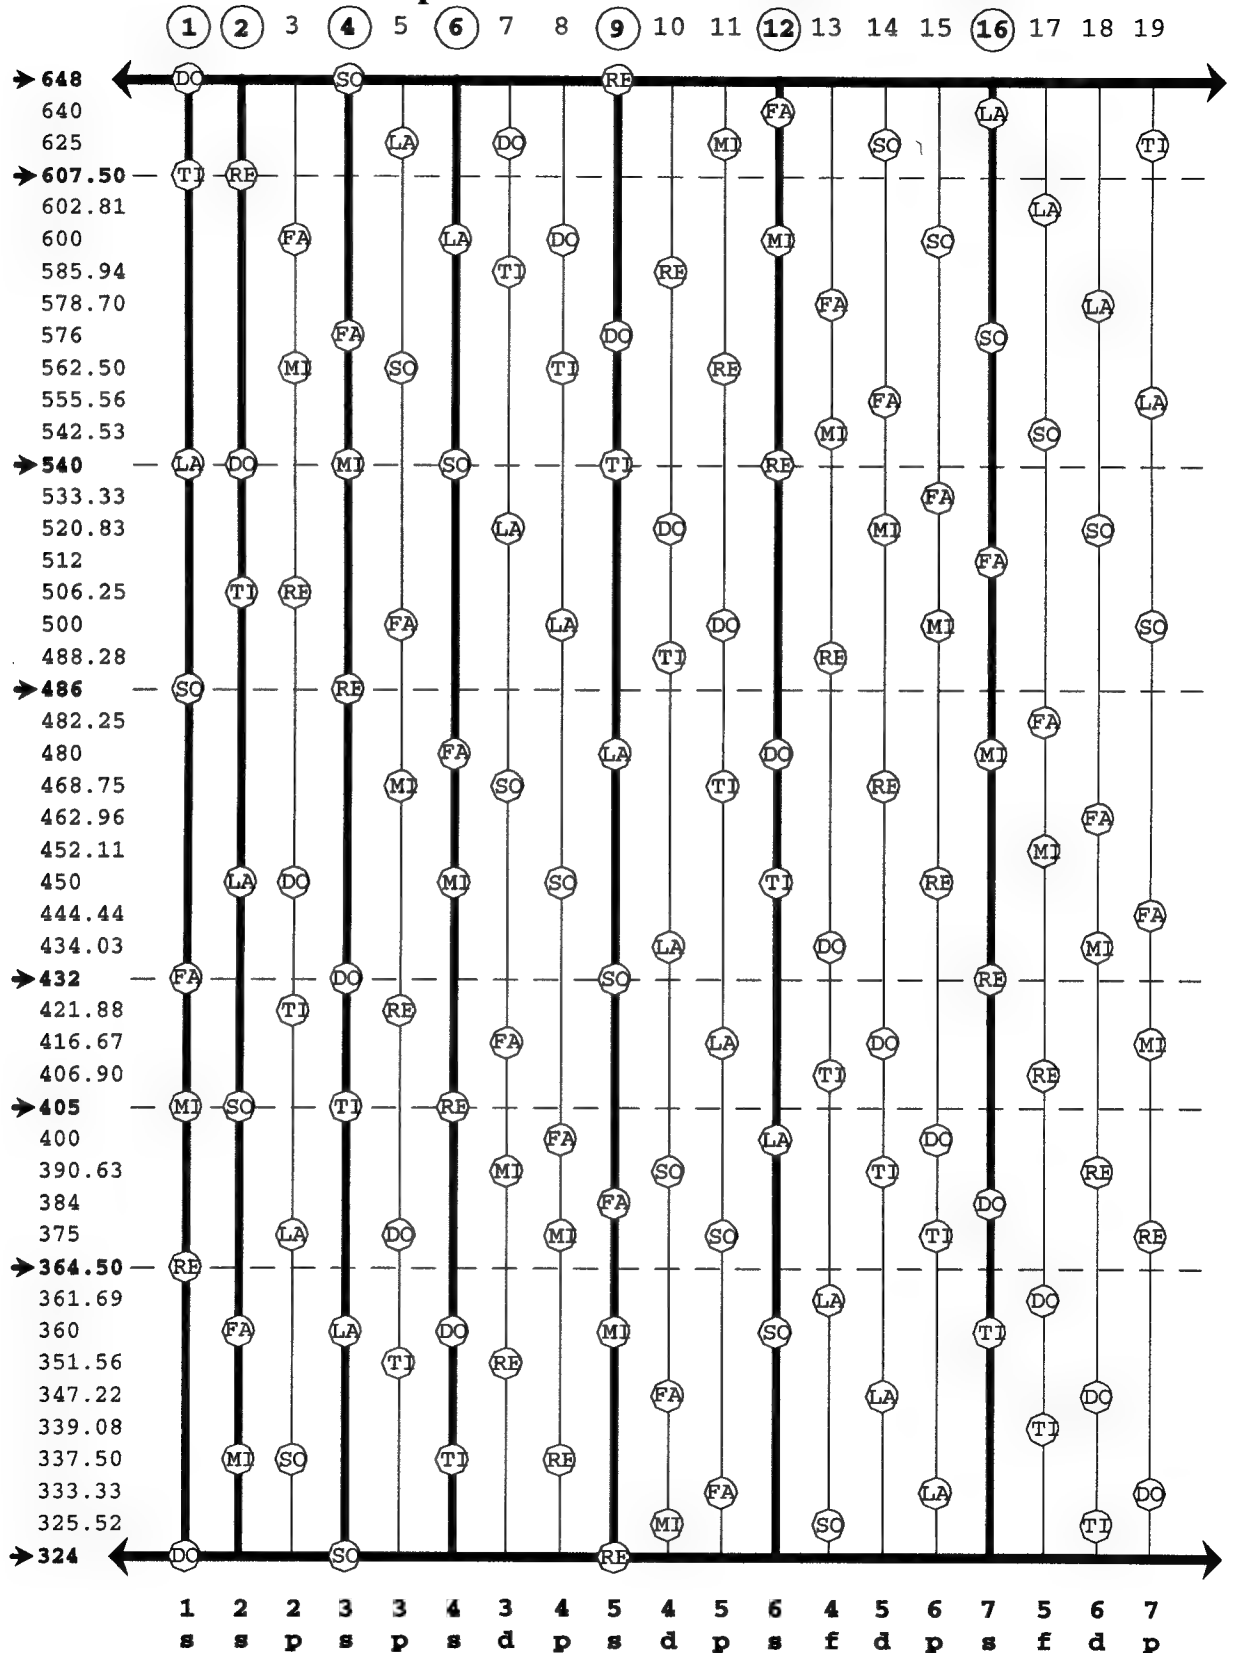 1 2 3 4 5 6 7 8 9 10 11 12 13 14 15 16 17 18 19
648 DO SO RE
640 FA LA
625 LA DO MI SO TI
607.50 TI RE
602.81 LA
600 FA LA DO MI SO
585.94 TI RE
578.70 FA LA
576 FA DO SO
562.50 MI SO TI RE
555.56 FA LA
542.53 MI SO
540 LA DO MI SO TI RE
533.33 FA
520.83 LA DO MI SO
512 FA
506.25 TI RE
500 FA LA DO MI SO
488.28 TI RE
486 SO RE
482.25 FA
480 FA LA DO MI
468.75 MI SO TI RE
462.96 FA
452.11 MI
450 LA DO MI SO TI RE
444.44 FA
434.03 LA DO MI
432 FA DO SO RE
421.88 TI RE
416.67 FA LA DO MI
406.90 TI RE
405 MI SO TI RE
400 FA LA DO
390.63 MI SO TI RE
384 FA DO
375 LA DO MI SO TI RE
364.50 RE
361.69 LA DO
360 FA LA DO MI SO TI
351.56 TI RE
347.22 FA LA DO
339.08 TI
337.50 MI SO TI RE
333.33 FA LA DO
325.52 MI SO TI
324 DO SO RE
1 2 2 3 3 4 3 4 5 4 5 6 4 5 6 7 5 6 7
s s p s p s d p s d p s f d p s f d p